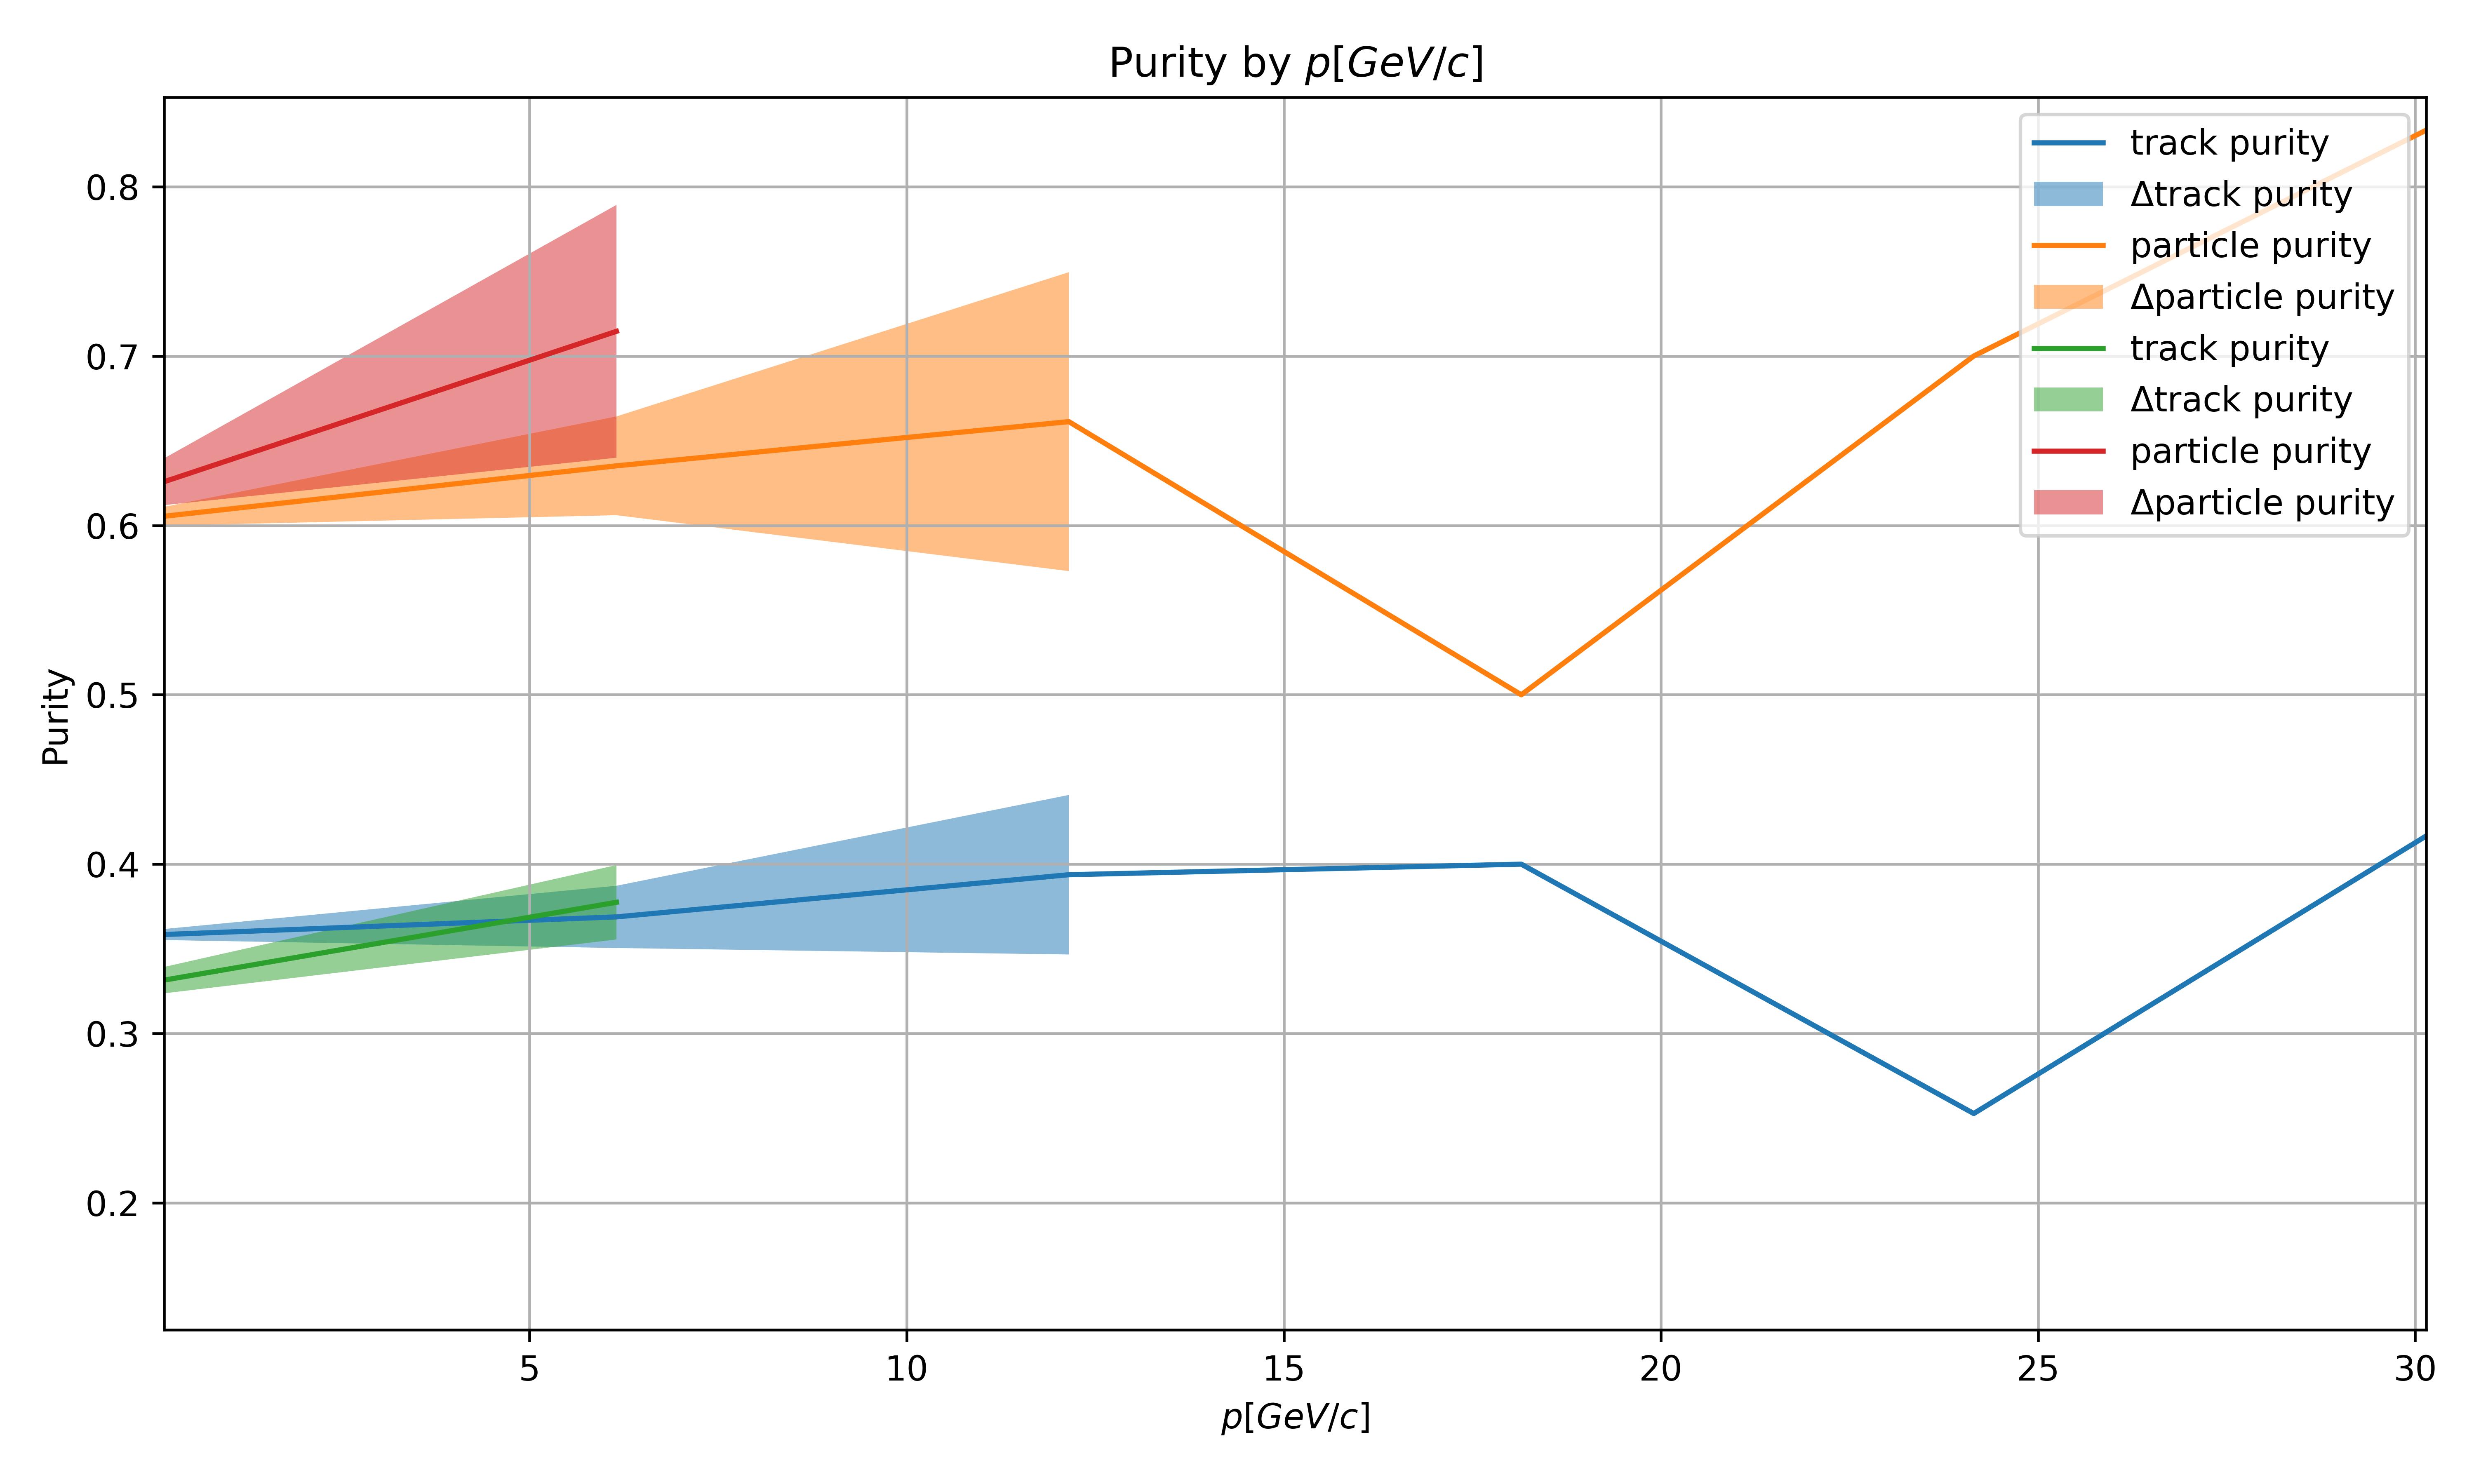 Purity by p[GeV/c]
0.8
0.7
0.6
0.5
0.4
0.3
0.2
Purity
track purity
Δtrack purity
particle purity
Δparticle purity
track purity
Δtrack purity
particle purity
Δparticle purity
5 10 15 20 25 30
p[GeV/c]